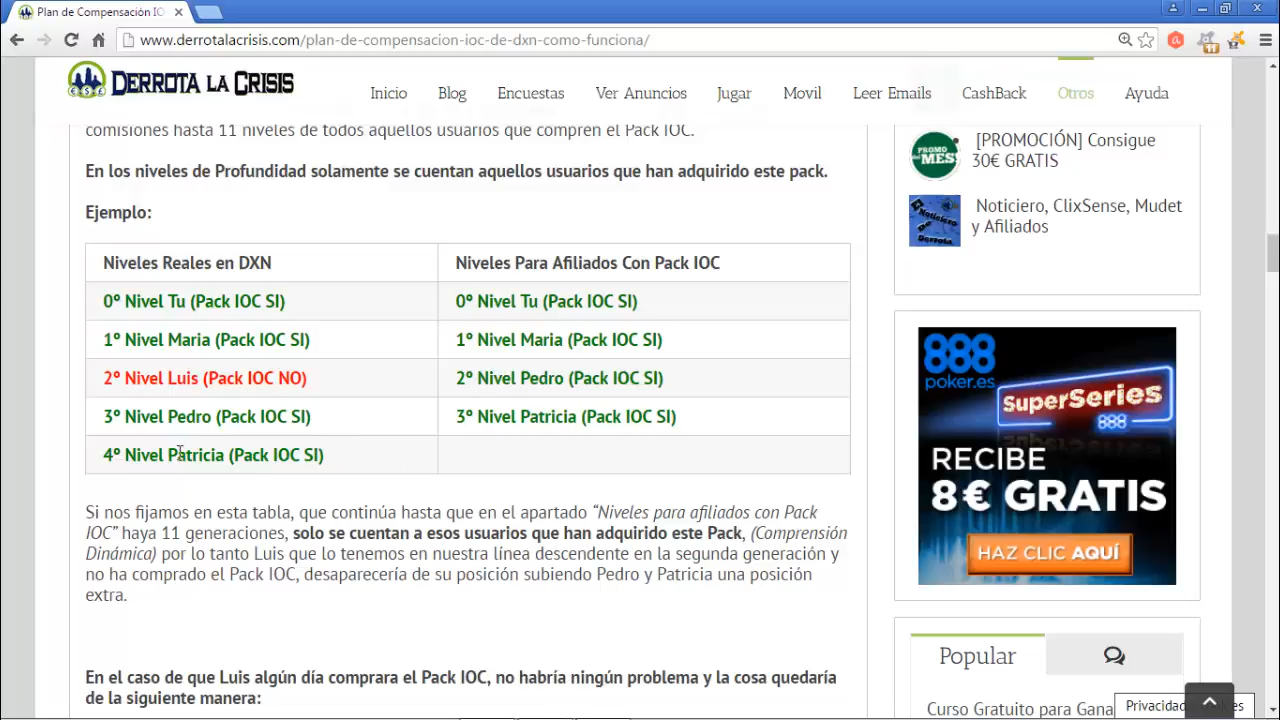 Plan de Compensación IO
www.derrotalacrisis.com/plan-de-compensacion-ioc-de-dxn-como-funciona/
DERROTA LA CRISIS
Inicio Blog Encuestas Ver Anuncios Jugar Movil Leer Emails CashBack Otros Ayuda
comisiones hasta 11 niveles de todos aquellos usuarios que compren el Pack IOC.
En los niveles de Profundidad solamente se cuentan aquellos usuarios que han adquirido este pack.
Ejemplo:
Niveles Reales en DXN Niveles Para Afiliados Con Pack IOC
0º Nivel Tu (Pack IOC SI) 0º Nivel Tu (Pack IOC SI)
1º Nivel Maria (Pack IOC SI) 1º Nivel Maria (Pack IOC SI)
2º Nivel Luis (Pack IOC NO) 2º Nivel Pedro (Pack IOC SI)
3º Nivel Pedro (Pack IOC SI) 3º Nivel Patricia (Pack IOC SI)
4º Nivel Patricia (Pack IOC SI)
Si nos fijamos en esta tabla, que continúa hasta que en el apartado “Niveles para afiliados con Pack
IOC” haya 11 generaciones, solo se cuentan a esos usuarios que han adquirido este Pack, (Comprensión
Dinámica) por lo tanto Luis que lo tenemos en nuestra línea descendente en la segunda generación y
no ha comprado el Pack IOC, desaparecería de su posición subiendo Pedro y Patricia una posición
extra.
En el caso de que Luis algún día comprara el Pack IOC, no habría ningún problema y la cosa quedaría
de la siguiente manera:
PROMO
DEL MES
[PROMOCIÓN] Consigue
30€ GRATIS
Noticiero, ClixSense, Mudet
y Afiliados
888
poker.es
SUPERSERIES
888
RECIBE
8€ GRATIS
HAZ CLIC AQUÍ
Popular
Curso Gratuito para Gana
11